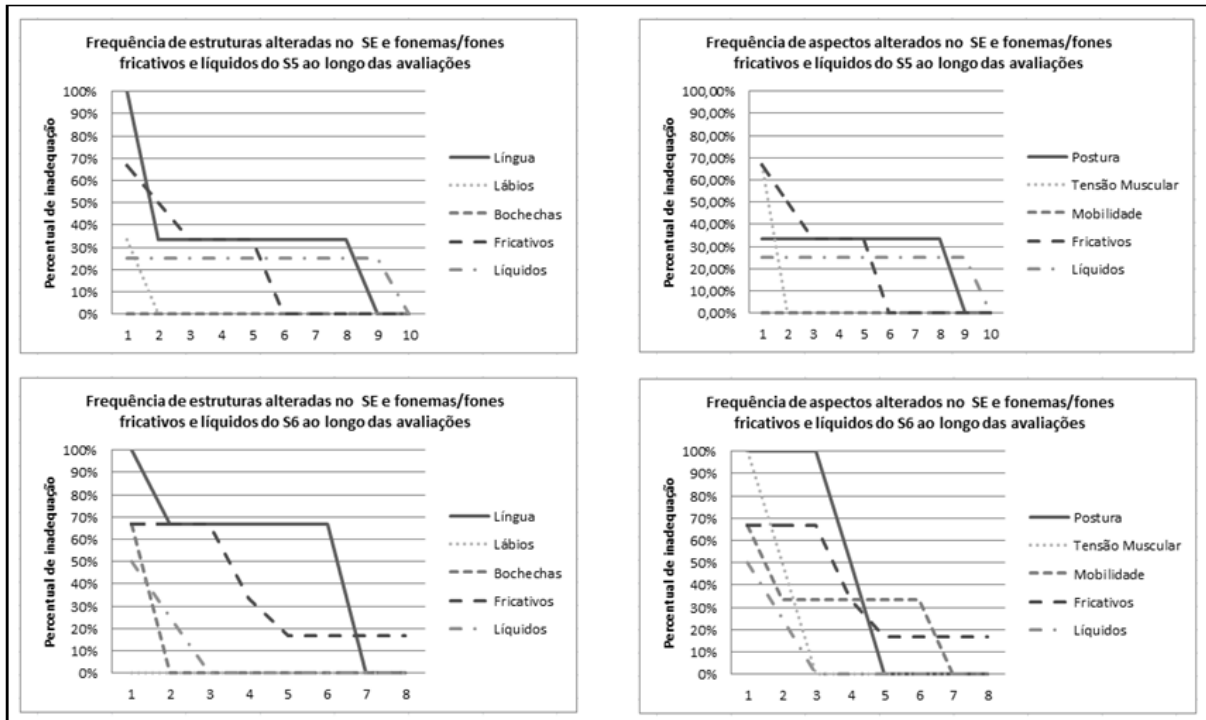 Frequência de estruturas alteradas no SE e fonemas/fones
fricativos e líquidos do S5 ao longo das avaliações
Percentual de inadequação
100%
90%
80%
70%
60%
50%
40%
30%
20%
10%
0%
1 2 3 4 5 6 7 8 9 10
Língua
Lábios
Bochechas
Fricativos
Líquidos
Frequência de aspectos alterados no SE e fonemas/fones
fricativos e líquidos do S5 ao longo das avaliações
Percentual de inadequação
100,00%
90,00%
80,00%
70,00%
60,00%
50,00%
40,00%
30,00%
20,00%
10,00%
0,00%
1 2 3 4 5 6 7 8 9 10
Postura
Tensão Muscular
Mobilidade
Fricativos
Líquidos
Frequência de estruturas alteradas no SE e fonemas/fones
fricativos e líquidos do S6 ao longo das avaliações
Percentual de inadequação
100%
90%
80%
70%
60%
50%
40%
30%
20%
10%
0%
1 2 3 4 5 6 7 8
Língua
Lábios
Bochechas
Fricativos
Líquidos
Frequência de aspectos alterados no SE e fonemas/fones
fricativos e líquidos do S6 ao longo das avaliações
Percentual de inadequação
100%
90%
80%
70%
60%
50%
40%
30%
20%
10%
0%
1 2 3 4 5 6 7 8
Postura
Tensão Muscular
Mobilidade
Fricativos
Líquidos